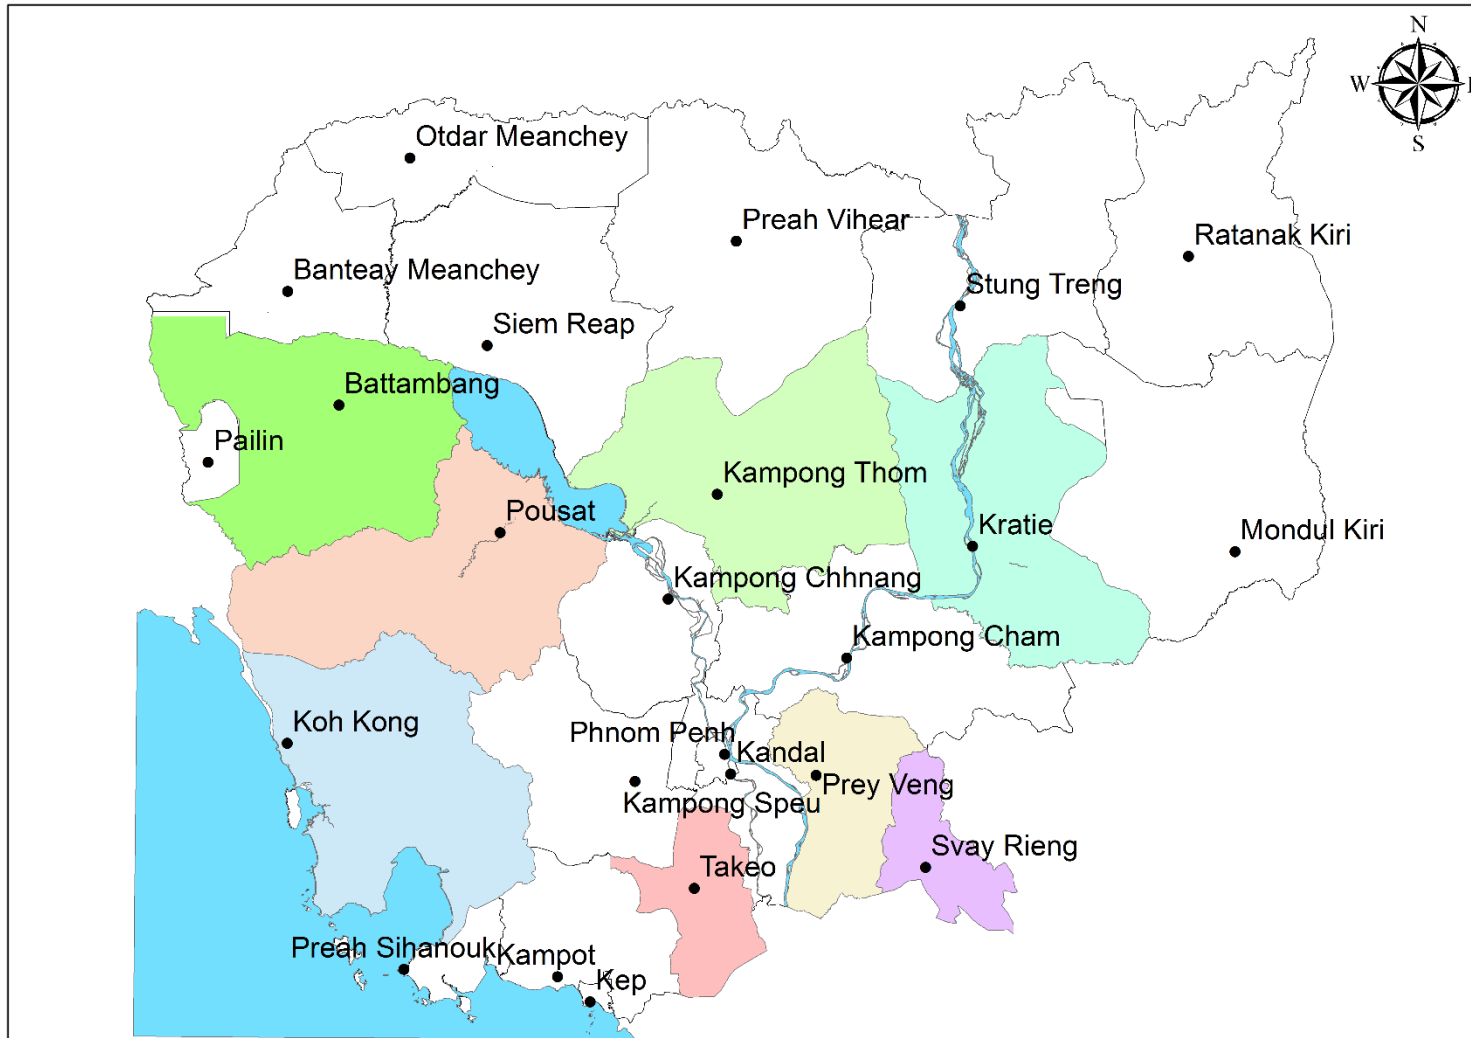 N
W
S
Otdar Meanchey
Preah Vihear
Ratanak Kiri
Banteay Meanchey
Stung Treng
Siem Reap
Battambang
Pailin
Kampong Thom
Pousat
Kratie
Mondul Kiri
Kampong Chhnang
Kampong Cham
Koh Kong
Phnom Penh
Kandal
Prey Veng
Kampong Speu
Svay Rieng
Takeo
Preah Sihanouk
Kampot
Kep